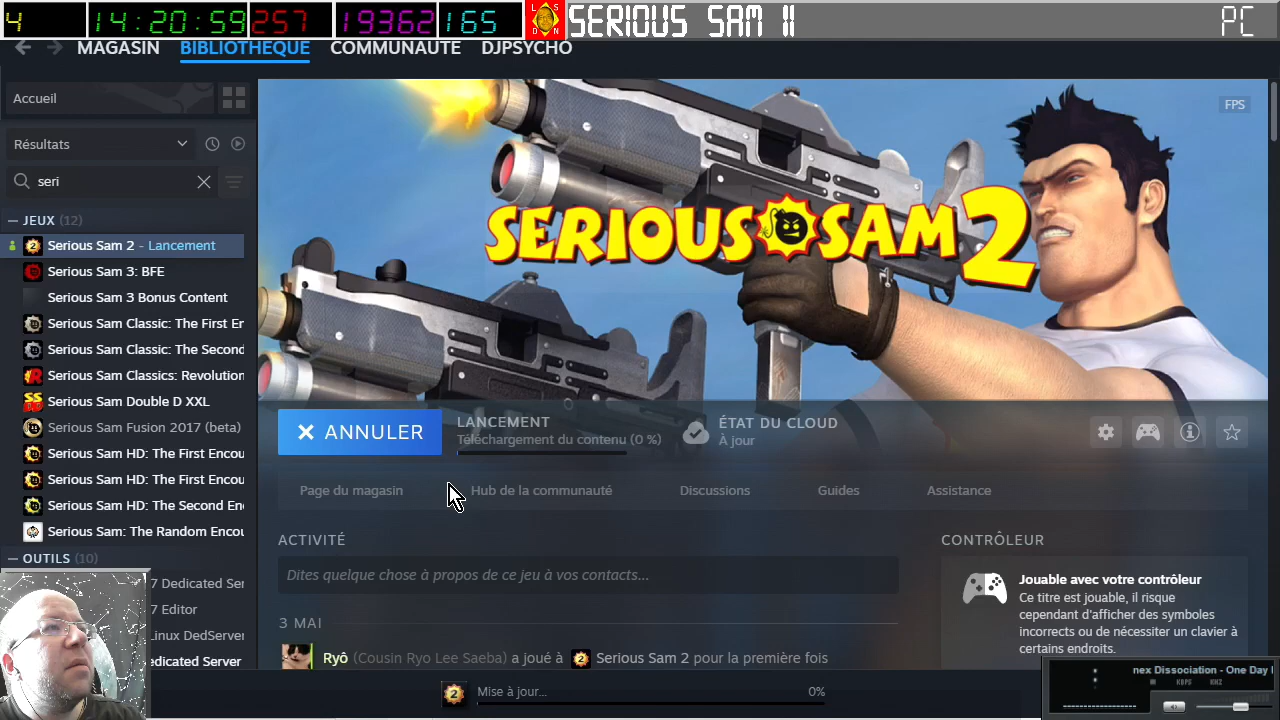 4
14:20:59
257
19362
165
L S
D N
SERIOUS SAM II
PC
MAGASIN
BIBLIOTHÈQUE
COMMUNAUTÉ
DJPSYCHO
Accueil
FPS
Résultats
seri
SERIOUS SAM 2
JEUX (12)
Serious Sam 2 - Lancement
Serious Sam 3: BFE
Serious Sam 3 Bonus Content
Serious Sam Classic: The First En
Serious Sam Classic: The Second
Serious Sam Classics: Revolution
Serious Sam Double D XXL
Serious Sam Fusion 2017 (beta)
Serious Sam HD: The First Encou
Serious Sam HD: The First Encou
Serious Sam HD: The Second En
Serious Sam: The Random Encou
OUTILS (10)
7 Dedicated Ser
7 Editor
Linux DedServer
edicated Server
ANNULER
LANCEMENT
Téléchargement du contenu (0 %)
ÉTAT DU CLOUD
À jour
Page du magasin
Hub de la communauté
Discussions
Guides
Assistance
ACTIVITÉ
Dites quelque chose à propos de ce jeu à vos contacts...
3 MAI
Ryô (Cousin Ryo Lee Saeba) a joué à Serious Sam 2 pour la première fois
CONTRÔLEUR
Jouable avec votre contrôleur
Ce titre est jouable, il risque
cependant d'afficher des symboles
incorrects ou de nécessiter un clavier à
certains endroits.
Mise à jour...
0%
nex Dissociation - One Day I
KBPS
KHZ